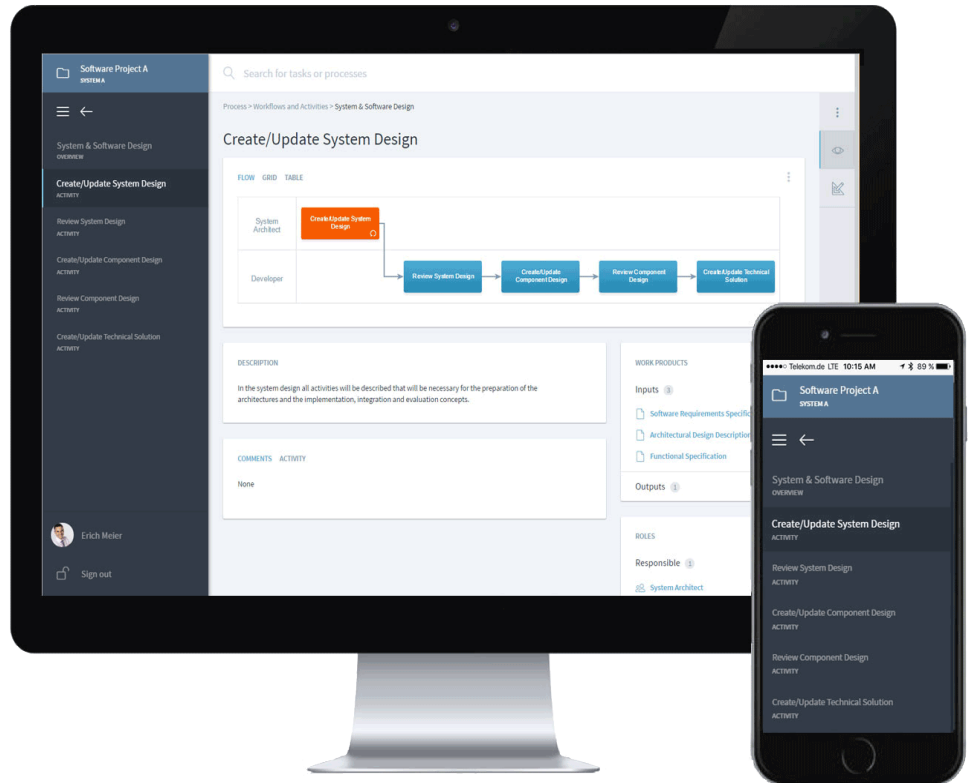 Software Project A
SYSTEM A
Search for tasks or processes
Process > Workflows and Activities > System & Software Design
System & Software Design
OVERVIEW
Create/Update System Design
ACTIVITY
Review System Design
ACTIVITY
Create/Update Component Design
ACTIVITY
Review Component Design
ACTIVITY
Create/Update Technical Solution
ACTIVITY
Erich Meier
Sign out
Create/Update System Design
FLOW GRID TABLE
System
Architect
Create/Update System
Design
Developer
Review System Design
Create/Update
Component Design
Review Component
Design
Create/Update Technical
Solution
DESCRIPTION
In the system design all activities will be described that will be necessary for the preparation of the
architectures and the implementation, integration and evaluation concepts.
COMMENTS ACTIVITY
None
WORK PRODUCTS
Inputs 3
Software Requirements Specific
Architectural Design Description
Functional Specification
Outputs 1
ROLES
Responsible 1
System Architect
Telekom.de LTE 10:15 AM 89 %
Software Project A
SYSTEM A
System & Software Design
OVERVIEW
Create/Update System Design
ACTIVITY
Review System Design
ACTIVITY
Create/Update Component Design
ACTIVITY
Review Component Design
ACTIVITY
Create/Update Technical Solution
ACTIVITY